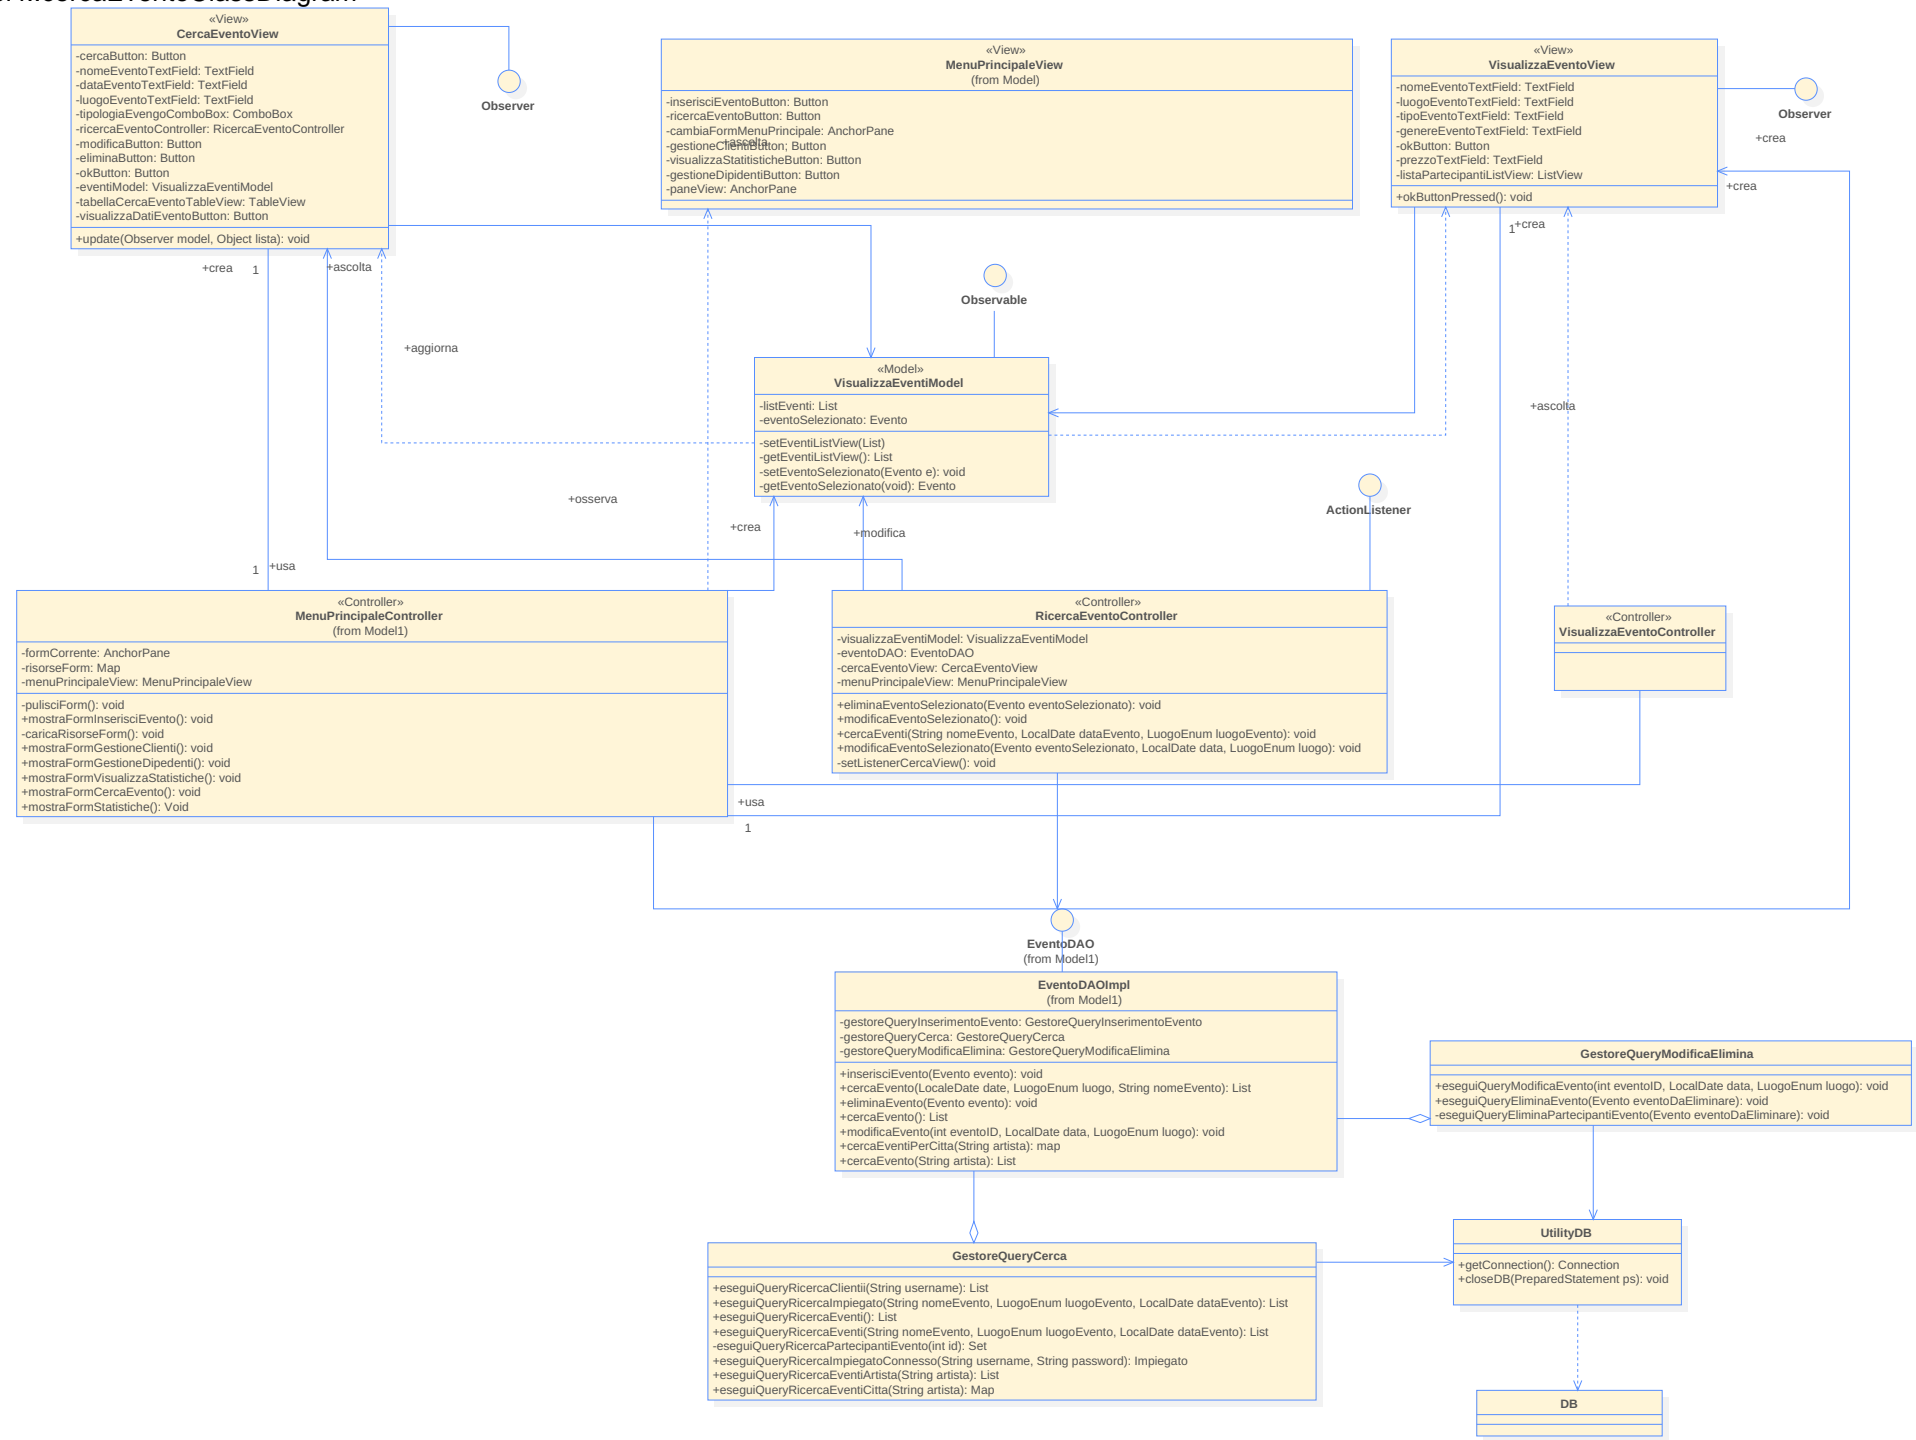 RicercaEventoClassDiagram
«View»
CercaEventoView
-cercaButton: Button
-nomeEventoTextField: TextField
-dataEventoTextField: TextField
-luogoEventoTextField: TextField
-tipologiaEvengoComboBox: ComboBox
-ricercaEventoController: RicercaEventoController
-modificaButton: Button
-eliminaButton: Button
-okButton: Button
-eventiModel: VisualizzaEventiModel
-tabellaCercaEventoTableView: TableView
-visualizzaDatiEventoButton: Button
+update(Observer model, Object lista): void
Observer
«View»
MenuPrincipaleView
(from Model)
-inserisciEventoButton: Button
-ricercaEventoButton: Button
-cambiaFormMenuPrincipale: AnchorPane
-gestioneClientiButton; Button
+ascolta
-visualizzaStatitisticheButton: Button
-gestioneDipidentiButton: Button
-paneView: AnchorPane
«View»
VisualizzaEventoView
-nomeEventoTextField: TextField
-luogoEventoTextField: TextField
-tipoEventoTextField: TextField
-genereEventoTextField: TextField
-okButton: Button
-prezzoTextField: TextField
-listaPartecipantiListView: ListView
+okButtonPressed(): void
Observer
+crea
+crea
1
+crea
+crea
1
+ascolta
Observable
+aggiorna
«Model»
VisualizzaEventiModel
-listEventi: List
-eventoSelezionato: Evento
-setEventiListView(List)
-getEventiListView(): List
-setEventoSelezionato(Evento e): void
-getEventoSelezionato(void): Evento
+ascolta
+osserva
+crea
+modifica
ActionListener
1
+usa
«Controller»
MenuPrincipaleController
(from Model1)
-formCorrente: AnchorPane
-risorseForm: Map
-menuPrincipaleView: MenuPrincipaleView
-pulisciForm(): void
+mostraFormInserisciEvento(): void
-caricaRisorseForm(): void
+mostraFormGestioneClienti(): void
+mostraFormGestioneDipedenti(): void
+mostraFormVisualizzaStatistiche(): void
+mostraFormCercaEvento(): void
+mostraFormStatistiche(): Void
«Controller»
RicercaEventoController
-visualizzaEventiModel: VisualizzaEventiModel
-eventoDAO: EventoDAO
-cercaEventoView: CercaEventoView
-menuPrincipaleView: MenuPrincipaleView
+eliminaEventoSelezionato(Evento eventoSelezionato): void
+modificaEventoSelezionato(): void
+cercaEventi(String nomeEvento, LocalDate dataEvento, LuogoEnum luogoEvento): void
+modificaEventoSelezionato(Evento eventoSelezionato, LocalDate data, LuogoEnum luogo): void
-setListenerCercaView(): void
«Controller»
VisualizzaEventoController
+usa
1
EventoDAO
(from Model1)
EventoDAOImpl
(from Model1)
-gestoreQueryInserimentoEvento: GestoreQueryInserimentoEvento
-gestoreQueryCerca: GestoreQueryCerca
-gestoreQueryModificaElimina: GestoreQueryModificaElimina
+inserisciEvento(Evento evento): void
+cercaEvento(LocaleDate date, LuogoEnum luogo, String nomeEvento): List
+eliminaEvento(Evento evento): void
+cercaEvento(): List
+modificaEvento(int eventoID, LocalDate data, LuogoEnum luogo): void
+cercaEventiPerCitta(String artista): map
+cercaEvento(String artista): List
GestoreQueryModificaElimina
+eseguiQueryModificaEvento(int eventoID, LocalDate data, LuogoEnum luogo): void
+eseguiQueryEliminaEvento(Evento eventoDaEliminare): void
-eseguiQueryEliminaPartecipantiEvento(Evento eventoDaEliminare): void
GestoreQueryCerca
+eseguiQueryRicercaClientii(String username): List
+eseguiQueryRicercaImpiegato(String nomeEvento, LuogoEnum luogoEvento, LocalDate dataEvento): List
+eseguiQueryRicercaEventi(): List
+eseguiQueryRicercaEventi(String nomeEvento, LuogoEnum luogoEvento, LocalDate dataEvento): List
-eseguiQueryRicercaPartecipantiEvento(int id): Set
+eseguiQueryRicercaImpiegatoConnesso(String username, String password): Impiegato
+eseguiQueryRicercaEventiArtista(String artista): List
+eseguiQueryRicercaEventiCitta(String artista): Map
UtilityDB
+getConnection(): Connection
+closeDB(PreparedStatement ps): void
DB